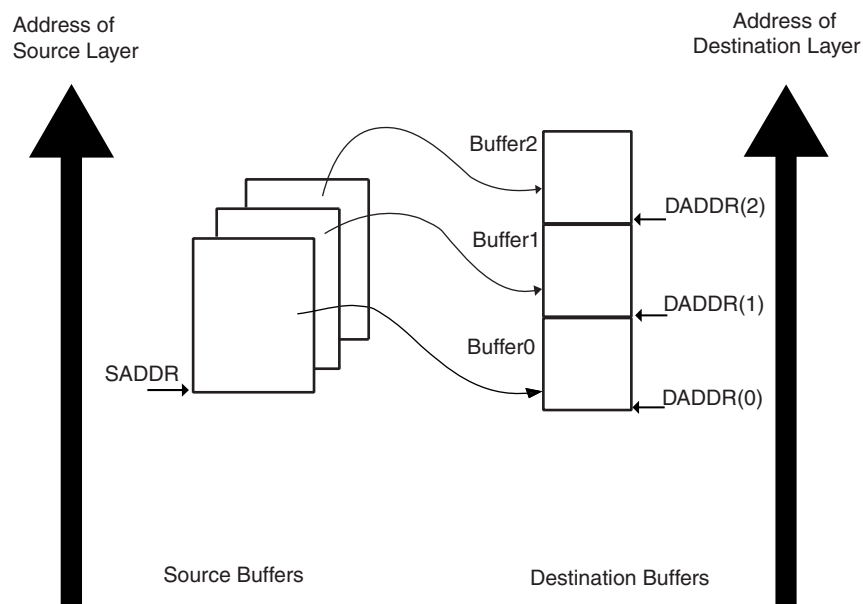 Address of
Source Layer
Address of
Destination Layer
Buffer2
DADDR(2)
Buffer1
DADDR(1)
Buffer0
SADDR
DADDR(0)
Source Buffers
Destination Buffers